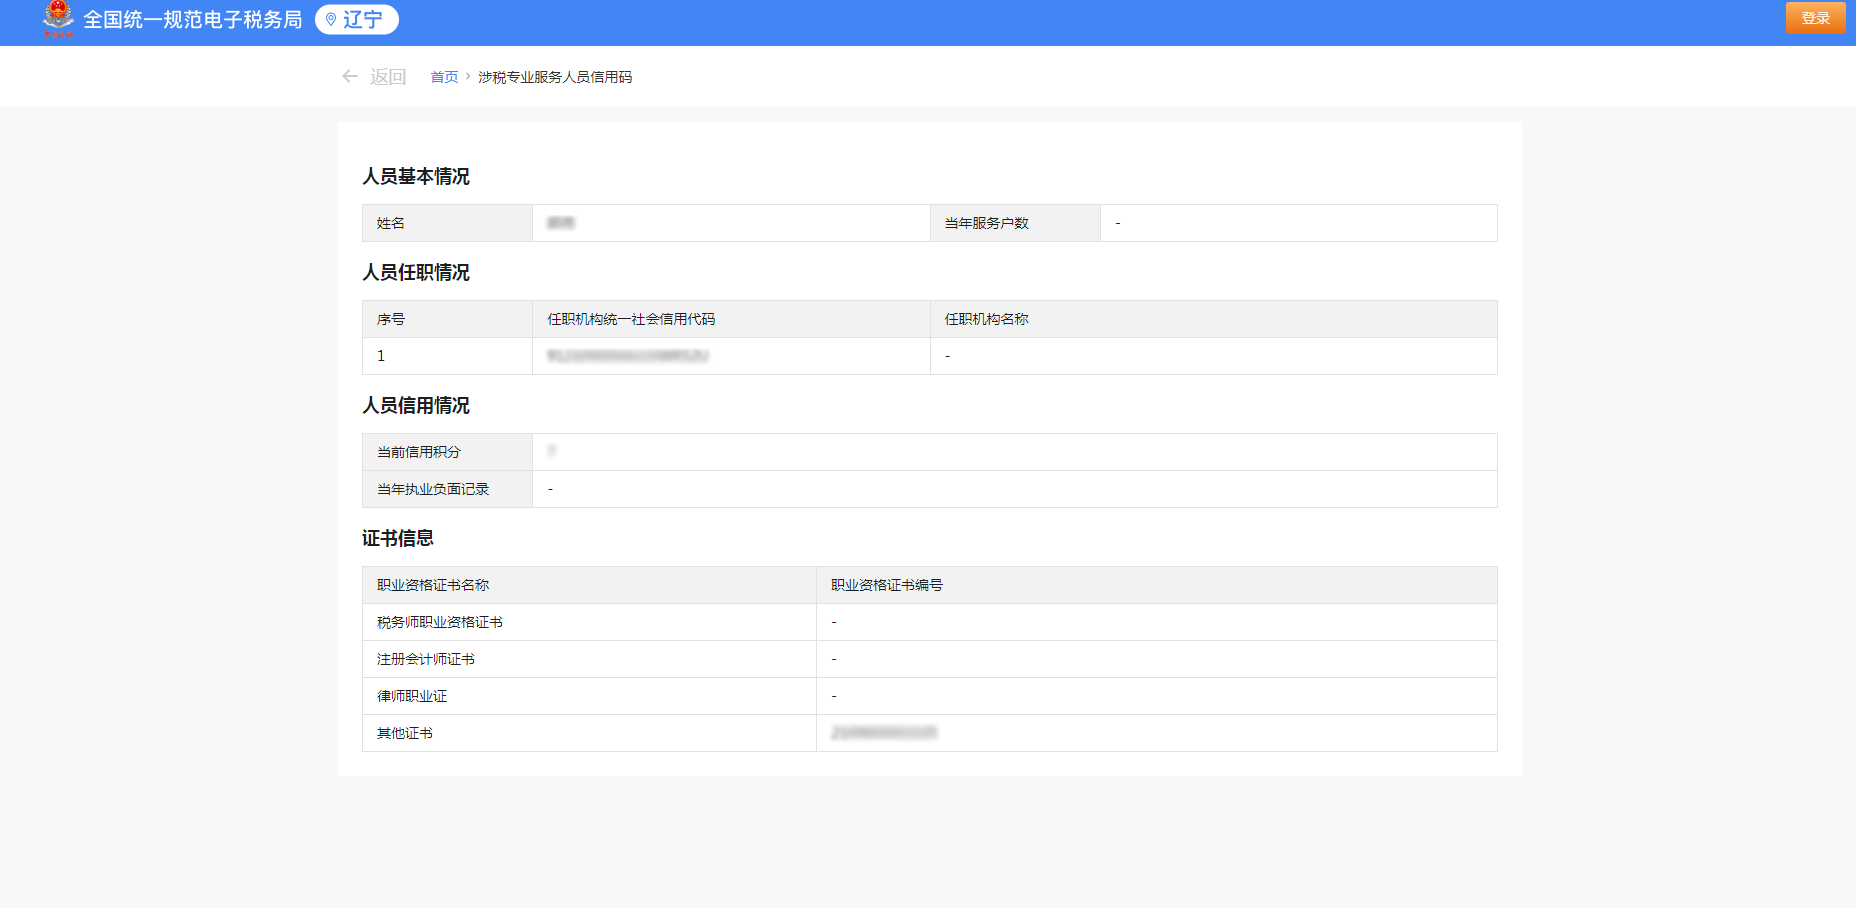 全国统一规范电子税务局 辽宁 登录
返回 首页 › 涉税专业服务人员信用码
人员基本情况
姓名 当年服务户数 -
人员任职情况
序号 任职机构统一社会信用代码 任职机构名称
1 -
人员信用情况
当前信用积分
当年执业负面记录 -
证书信息
职业资格证书名称 职业资格证书编号
税务师职业资格证书 -
注册会计师证书 -
律师职业证 -
其他证书